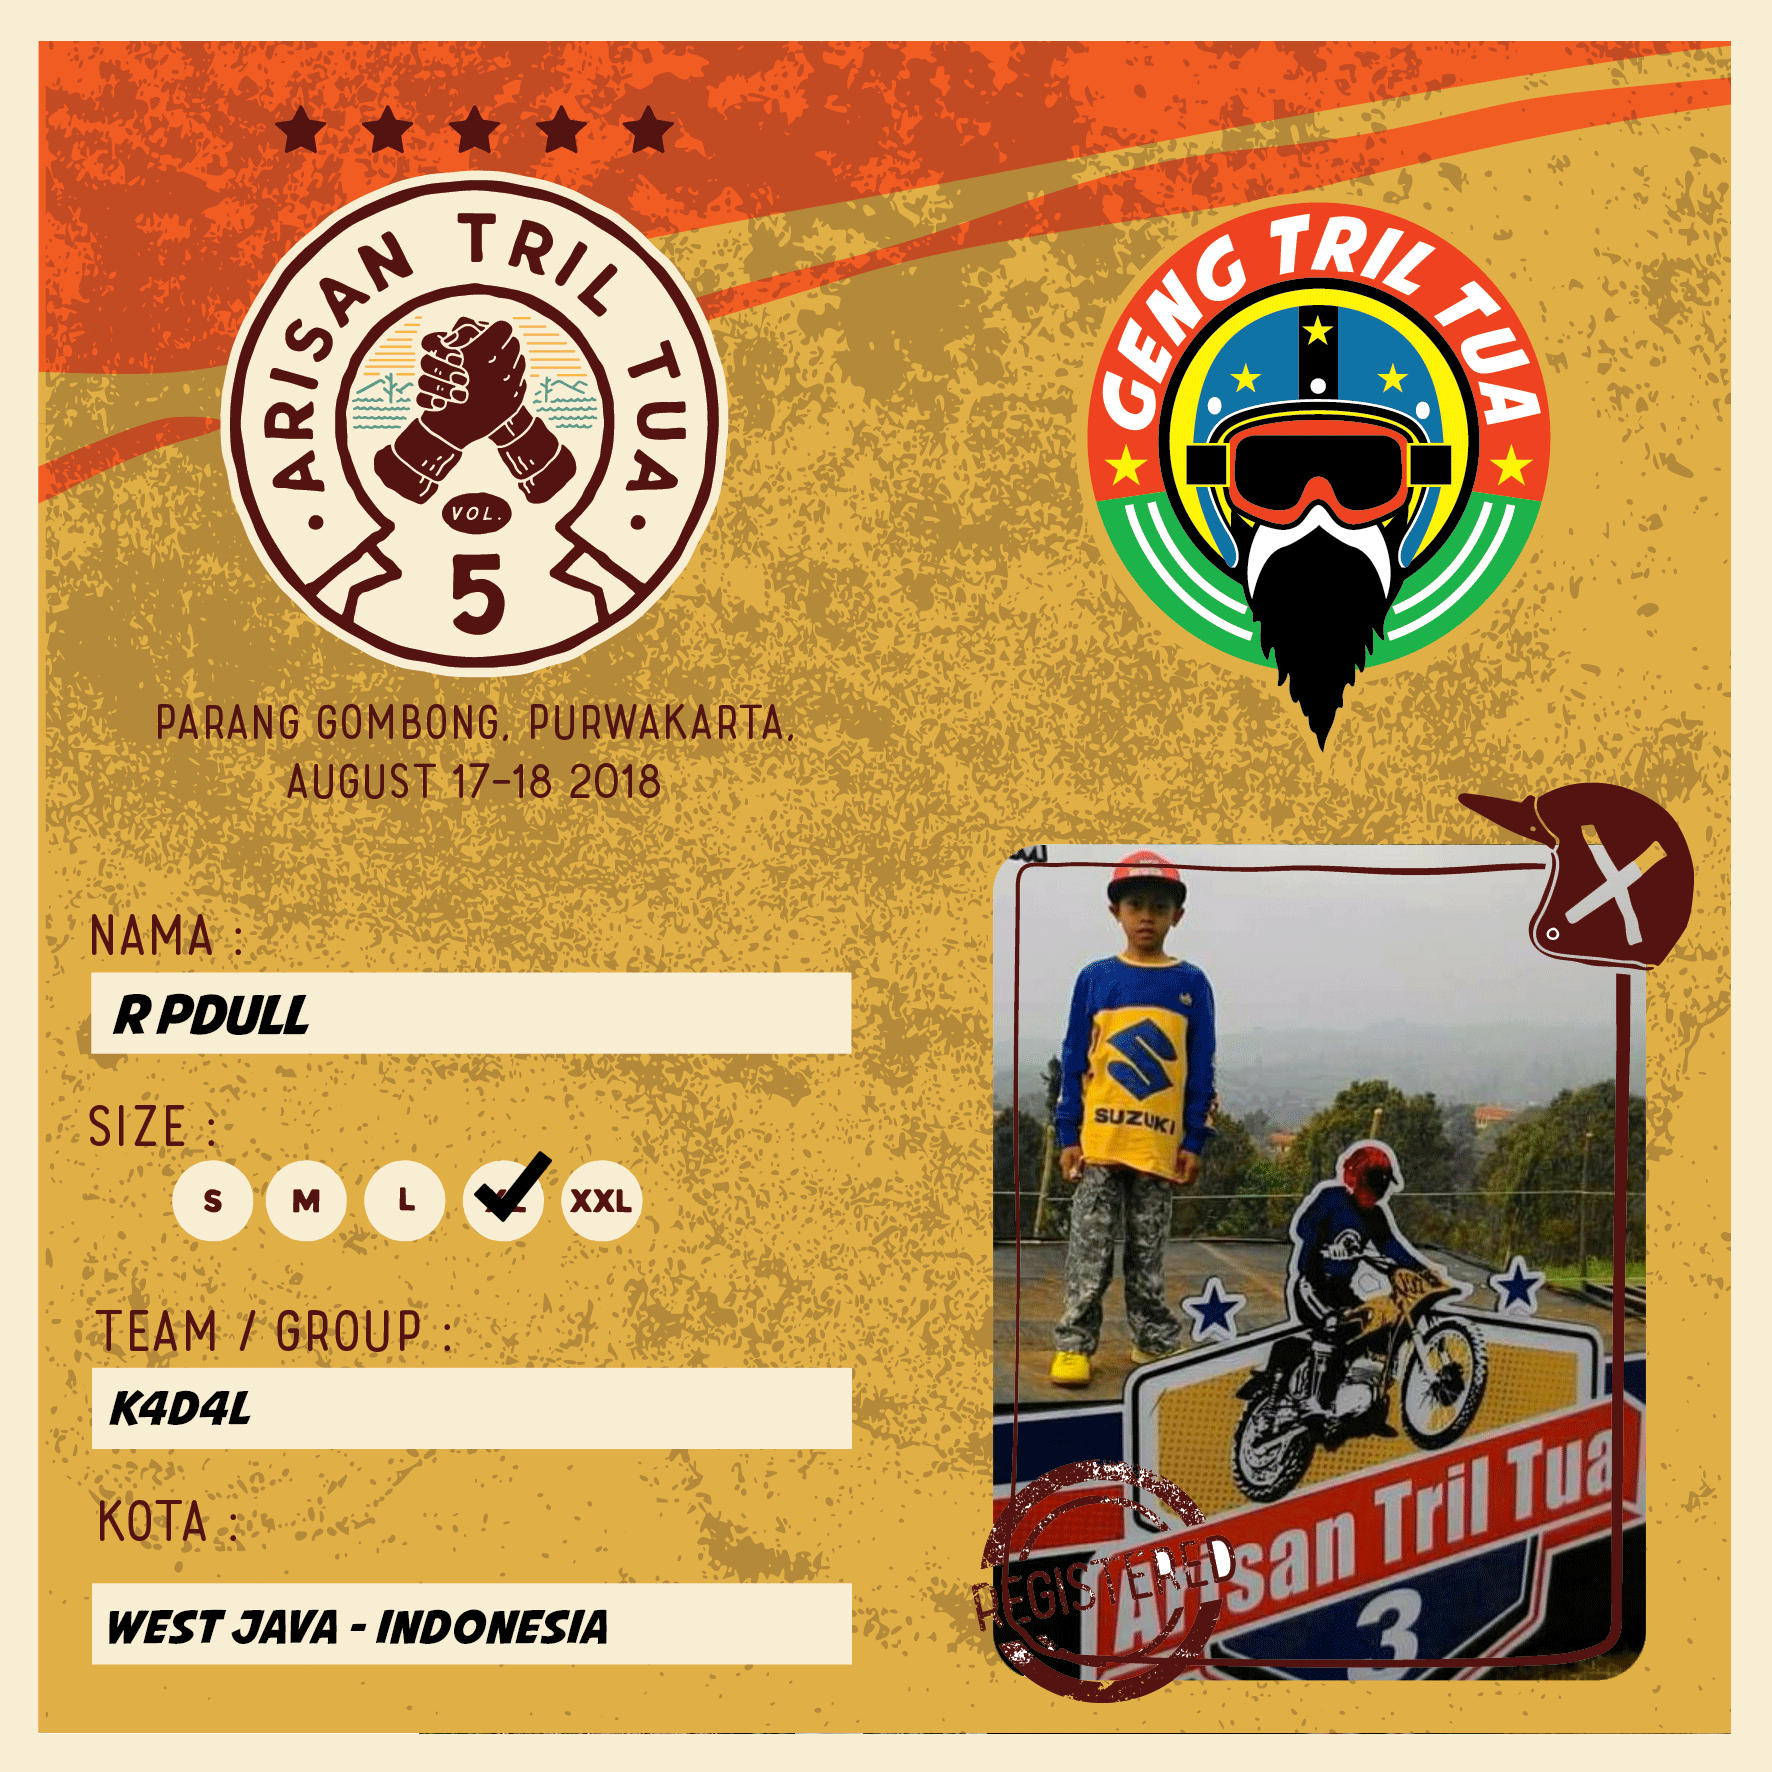 ARISAN TRIL TUA
VOL.
5
PARANG GOMBONG, PURWAKARTA,
AUGUST 17-18 2018
GENG TRIL TUA
NAMA :
R PDULL
SIZE :
S M L XXL
TEAM / GROUP :
K4D4L
KOTA :
WEST JAVA - INDONESIA
SUZUKI
Arisan Tril Tua
3
REGISTERED